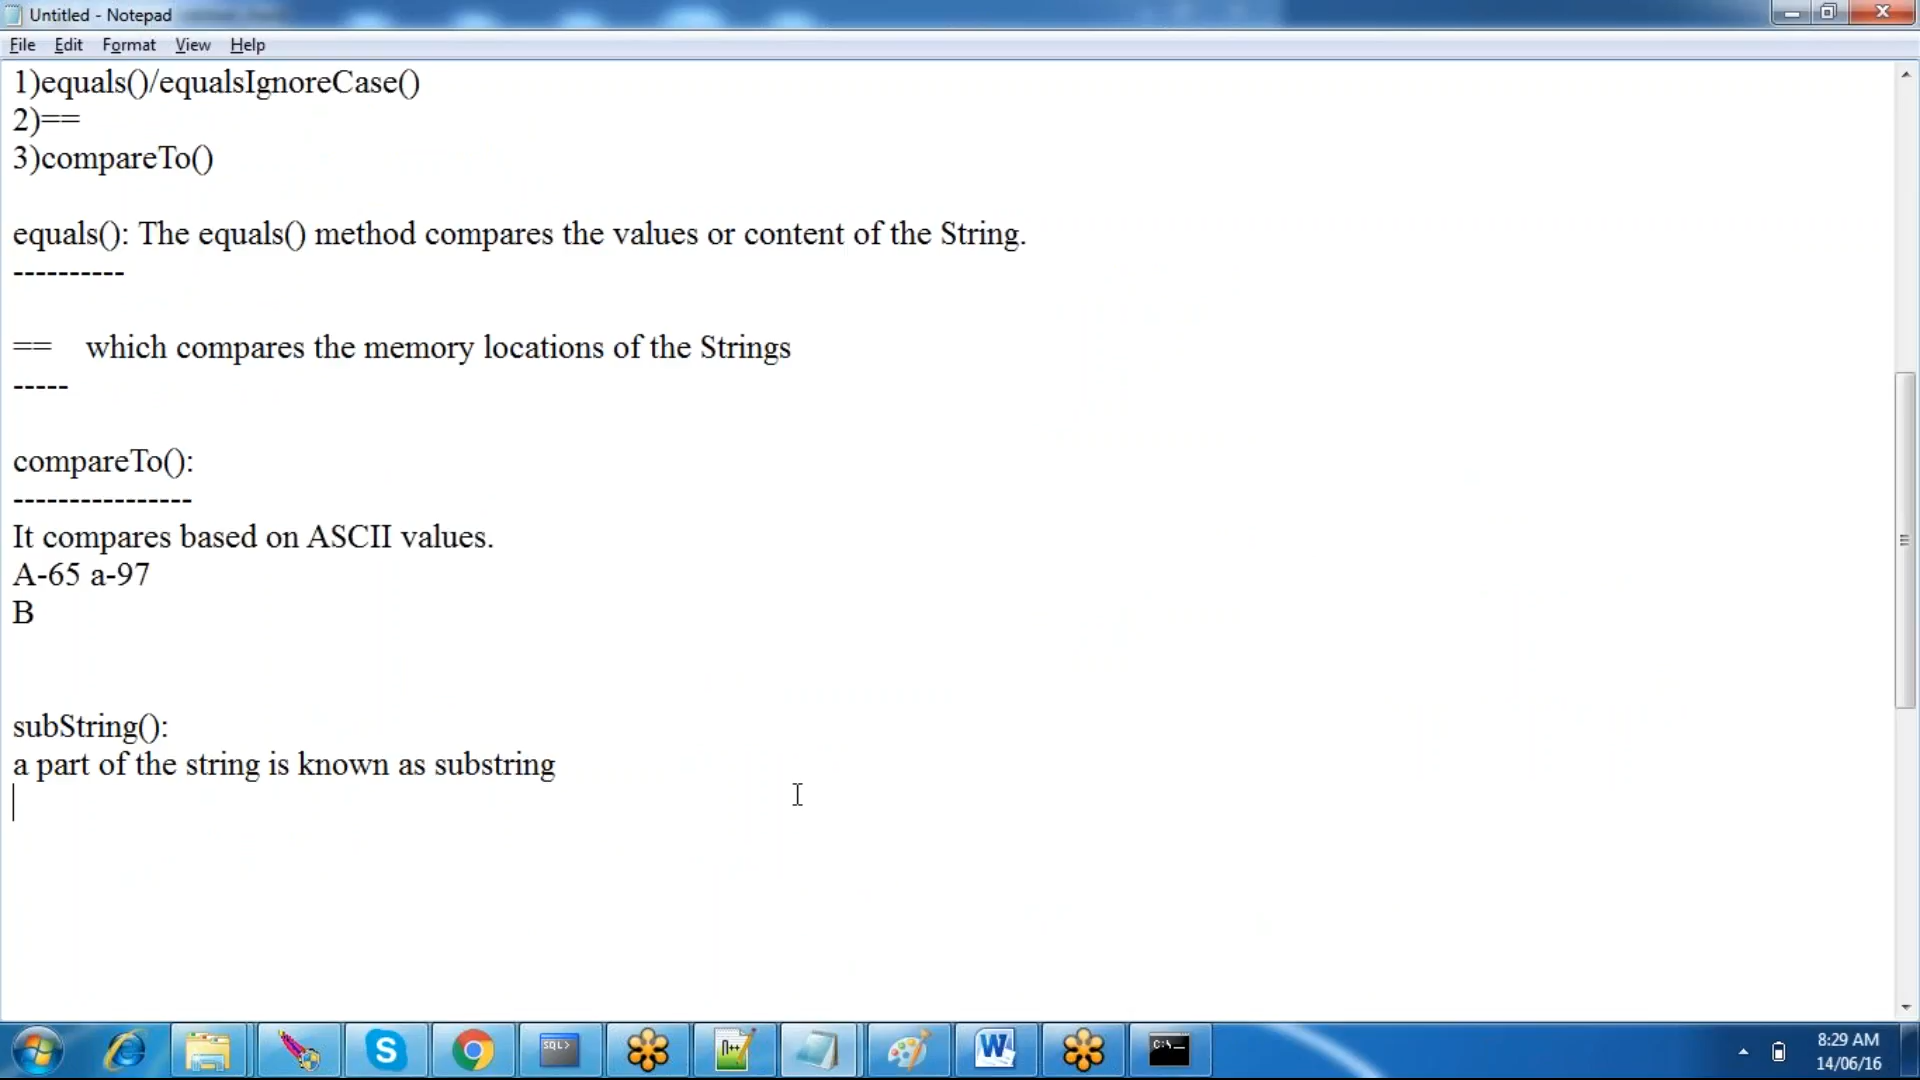 Untitled - Notepad
File Edit Format View Help
1)equals()/equalsIgnoreCase()
2)==
3)compareTo()
equals(): The equals() method compares the values or content of the String.
----------
== which compares the memory locations of the Strings
-----
compareTo():
----------------
It compares based on ASCII values.
A-65 a-97
B
subString():
a part of the string is known as substring
SQL>
S
N++
W
C:\_
8:29 AM
14/06/16